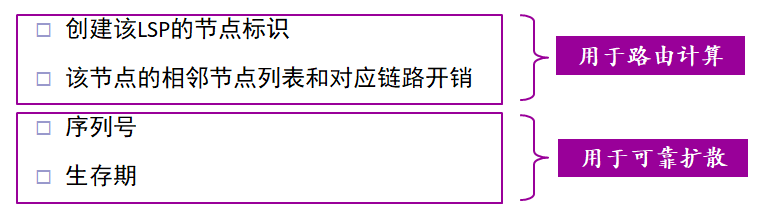 创建该LSP的节点标识
该节点的相邻节点列表和对应链路开销
用于路由计算
序列号
生存期
用于可靠扩散